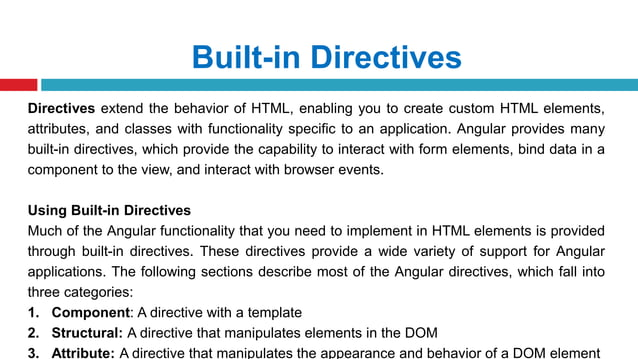 Built-in Directives
Directives extend the behavior of HTML, enabling you to create custom HTML elements,
attributes, and classes with functionality specific to an application. Angular provides many
built-in directives, which provide the capability to interact with form elements, bind data in a
component to the view, and interact with browser events.
Using Built-in Directives
Much of the Angular functionality that you need to implement in HTML elements is provided
through built-in directives. These directives provide a wide variety of support for Angular
applications. The following sections describe most of the Angular directives, which fall into
three categories:
1. Component: A directive with a template
2. Structural: A directive that manipulates elements in the DOM
3. Attribute: A directive that manipulates the appearance and behavior of a DOM element